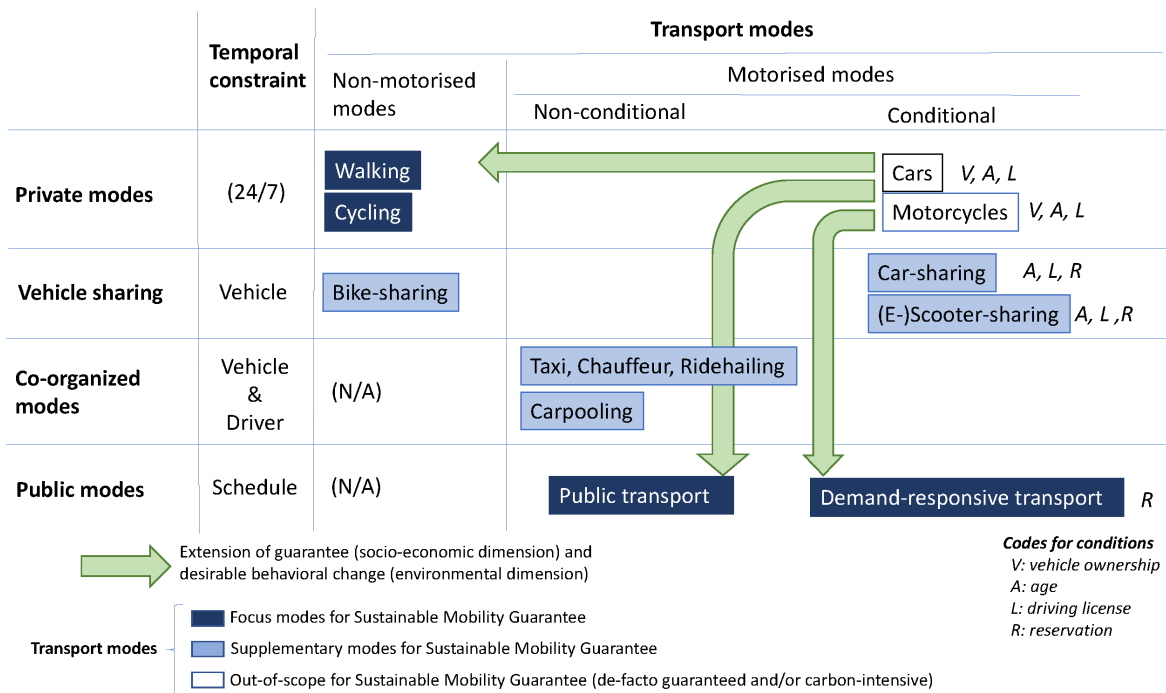 Transport modes
Temporal
constraint
Non-motorised
modes
Motorised modes
Non-conditional
Conditional
Private modes
(24/7)
Walking
Cycling
Cars
V, A, L
Motorcycles
V, A, L
Vehicle sharing
Vehicle
Bike-sharing
Car-sharing
A, L, R
(E-)Scooter-sharing
A, L ,R
Co-organized
modes
Vehicle
&
Driver
(N/A)
Taxi, Chauffeur, Ridehailing
Carpooling
Public modes
Schedule
(N/A)
Public transport
Demand-responsive transport
R
Extension of guarantee (socio-economic dimension) and
desirable behavioral change (environmental dimension)
Codes for conditions
V: vehicle ownership
A: age
L: driving license
R: reservation
Transport modes
Focus modes for Sustainable Mobility Guarantee
Supplementary modes for Sustainable Mobility Guarantee
Out-of-scope for Sustainable Mobility Guarantee (de-facto guaranteed and/or carbon-intensive)